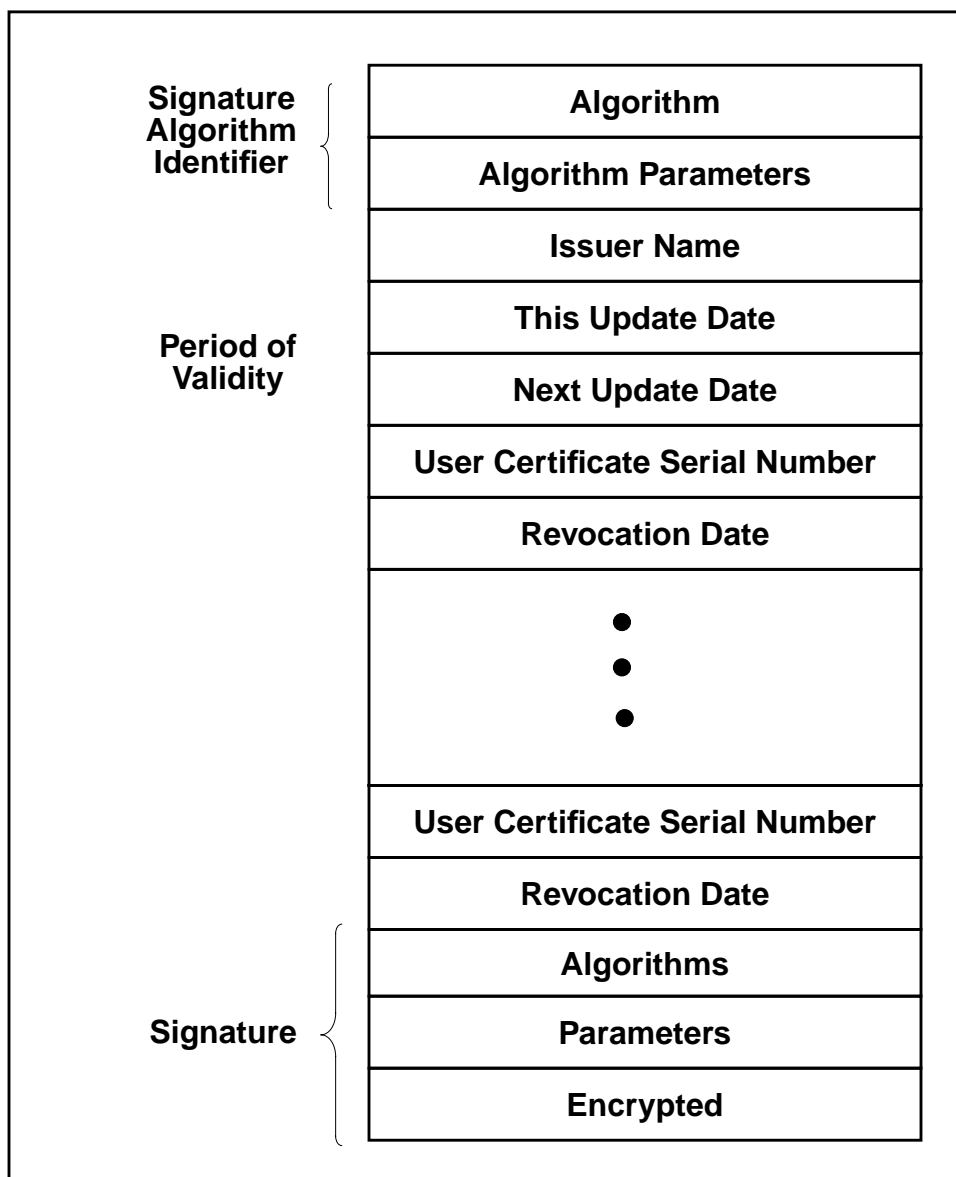 Signature
Algorithm
Identifier
Algorithm
Algorithm Parameters
Issuer Name
Period of
Validity
This Update Date
Next Update Date
User Certificate Serial Number
Revocation Date
User Certificate Serial Number
Revocation Date
Signature
Algorithms
Parameters
Encrypted